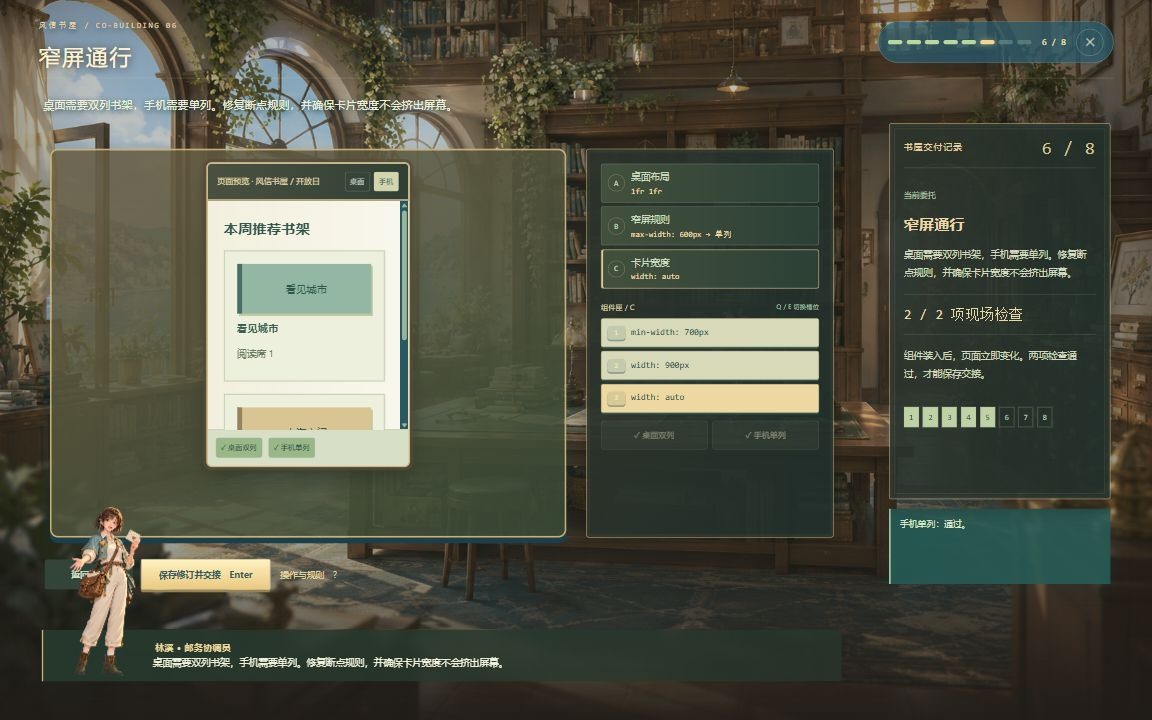 风信书屋 / CO-BUILDING 06
窄屏通行
桌面需要双列书架，手机需要单列。修复断点规则，并确保卡片宽度不会挤出屏幕。
6 / 8
页面预览 · 风信书屋 / 开放日
桌面
手机
本周推荐书架
看见城市
看见城市
阅读席 1
✓ 桌面双列
✓ 手机单列
A
桌面布局
1fr 1fr
B
窄屏规则
max-width: 600px → 单列
C
卡片宽度
width: auto
组件座 / C
Q / E 切换槽位
1
min-width: 700px
2
width: 900px
3
width: auto
✓ 桌面双列
✓ 手机单列
书屋交付记录
6 / 8
当前委托
窄屏通行
桌面需要双列书架，手机需要单列。修复断
点规则，并确保卡片宽度不会挤出屏幕。
2 / 2 项现场检查
组件装入后，页面立即变化。两项检查通
过，才能保存交接。
1 2 3 4 5 6 7 8
手机单列：通过。
保存修订并交接 Enter
操作与规则 ?
林溪 • 邮务协调员
桌面需要双列书架，手机需要单列。修复断点规则，并确保卡片宽度不会挤出屏幕。